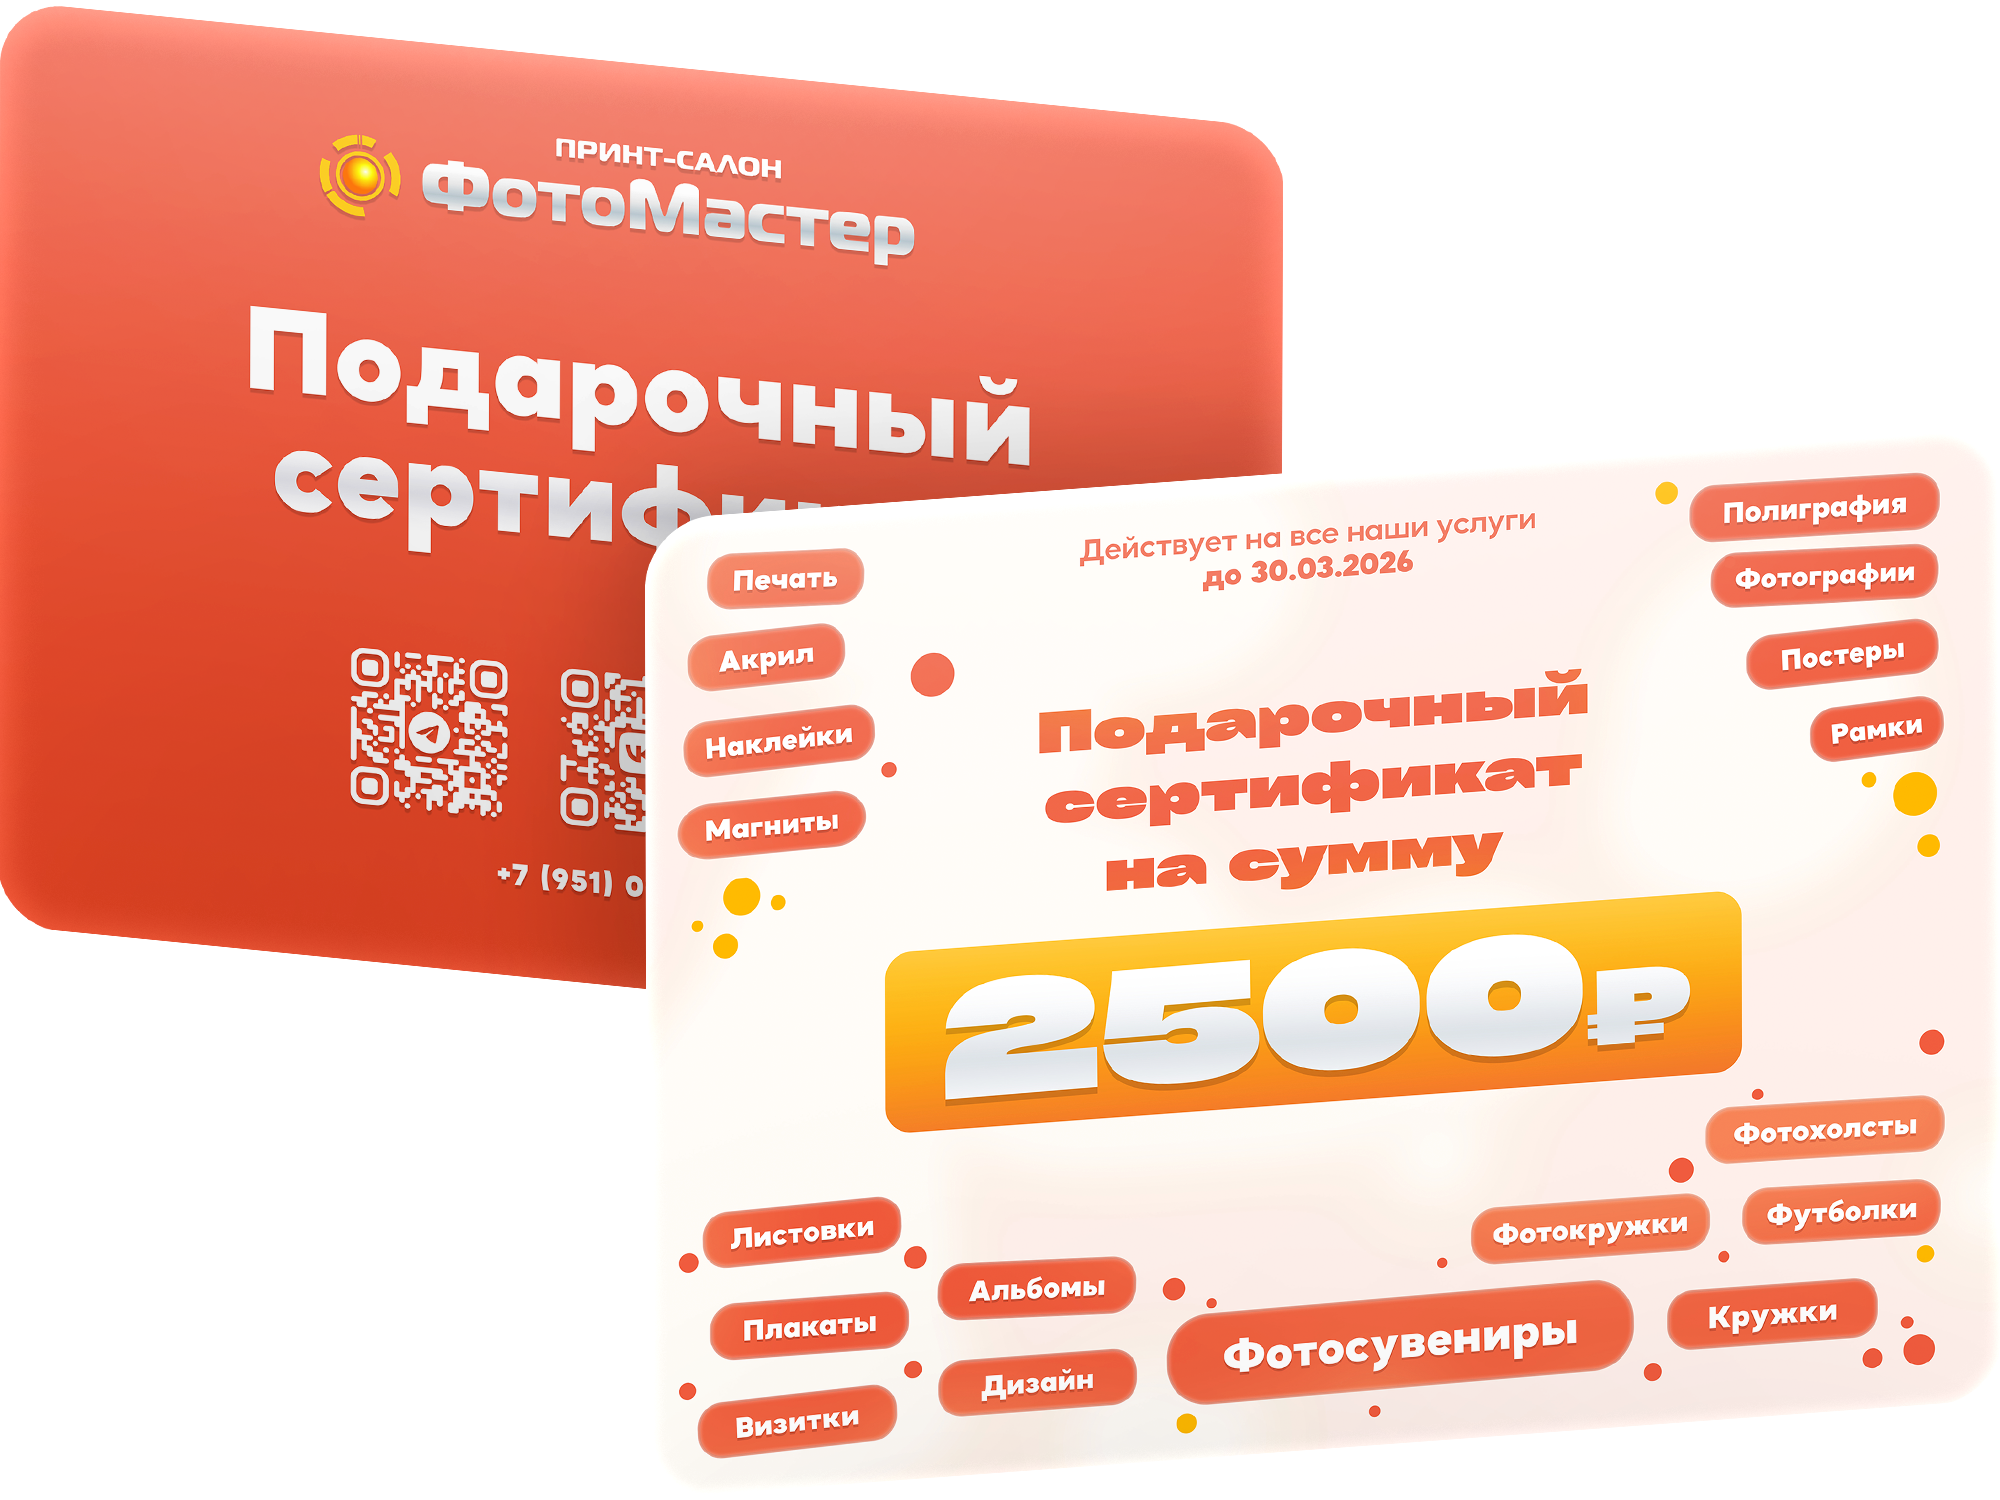 ПРИНТ-САЛОН
ФотоМастер
Подарочный
+7 (951) 0
Действует на все наши услуги
до 30.03.2026
Печать
Акрил
Наклейки
Магниты
Полиграфия
Фотографии
Постеры
Рамки
Подарочный
сертификат
на сумму
2500₽
Фотохолсты
Фотокружки
Футболки
Листовки
Альбомы
Плакаты
Фотосувениры
Кружки
Дизайн
Визитки